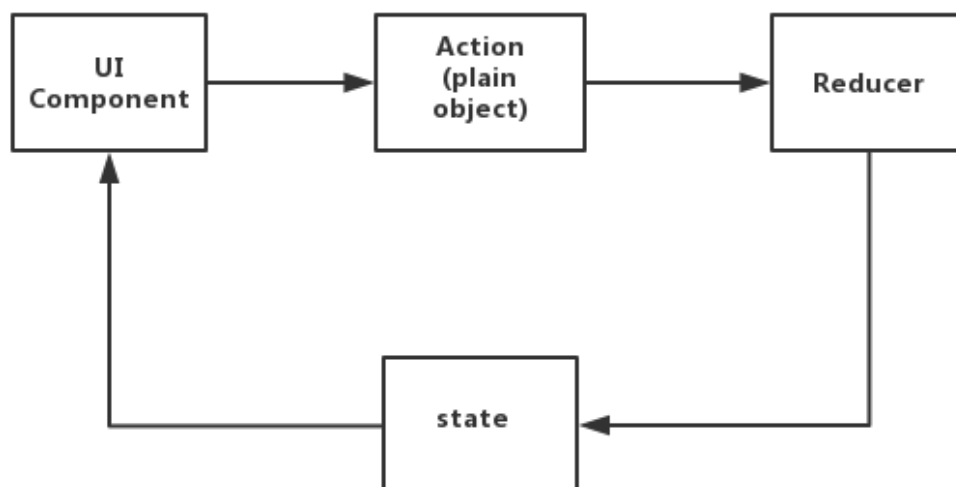 UI
Component
Action
(plain
object)
Reducer
state